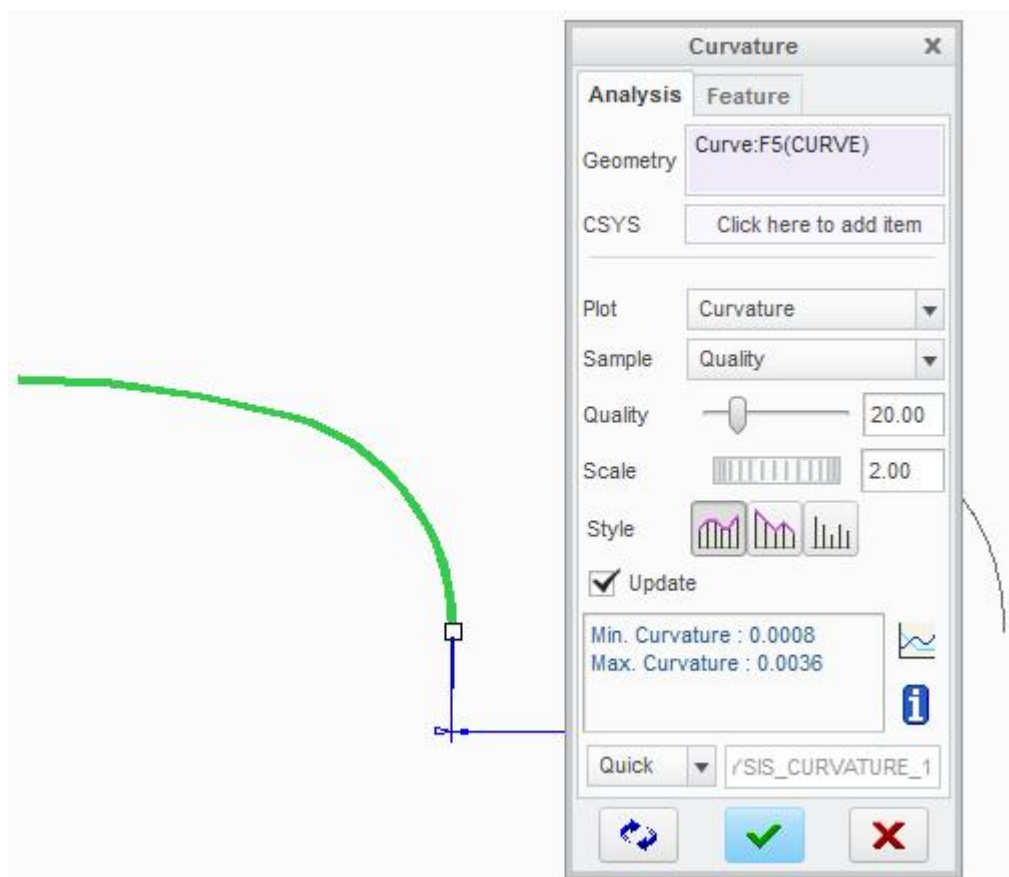 Curvature
Analysis Feature
Geometry Curve:F5(CURVE)
CSYS Click here to add item
Plot Curvature
Sample Quality
Quality 20.00
Scale 2.00
Style
Update
Min. Curvature : 0.0008
Max. Curvature : 0.0036
Quick YSIS_CURVATURE_1